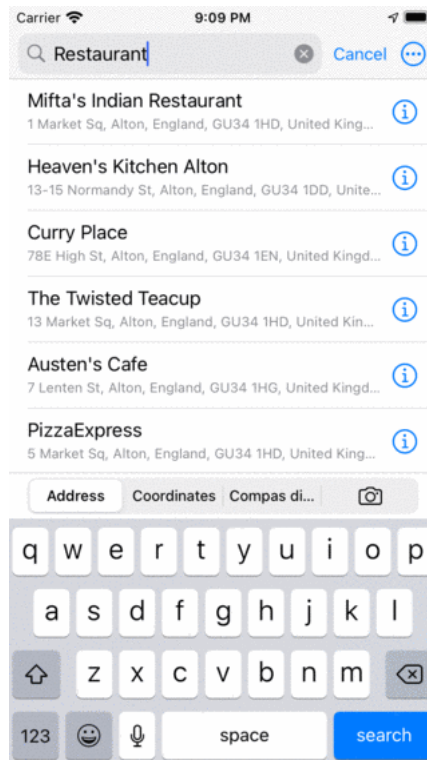 Carrier 9:09 PM
Restaurant Cancel
Mifta's Indian Restaurant
1 Market Sq, Alton, England, GU34 1HD, United King...
Heaven's Kitchen Alton
13-15 Normandy St, Alton, England, GU34 1DD, Unite...
Curry Place
78E High St, Alton, England, GU34 1EN, United Kingd...
The Twisted Teacup
13 Market Sq, Alton, England, GU34 1HD, United Kin...
Austen's Cafe
7 Lenten St, Alton, England, GU34 1HG, United Kingd...
PizzaExpress
5 Market Sq, Alton, England, GU34 1HD, United King...
Address Coordinates Compas di...
q w e r t y u i o p
a s d f g h j k l
z x c v b n m
123 space search